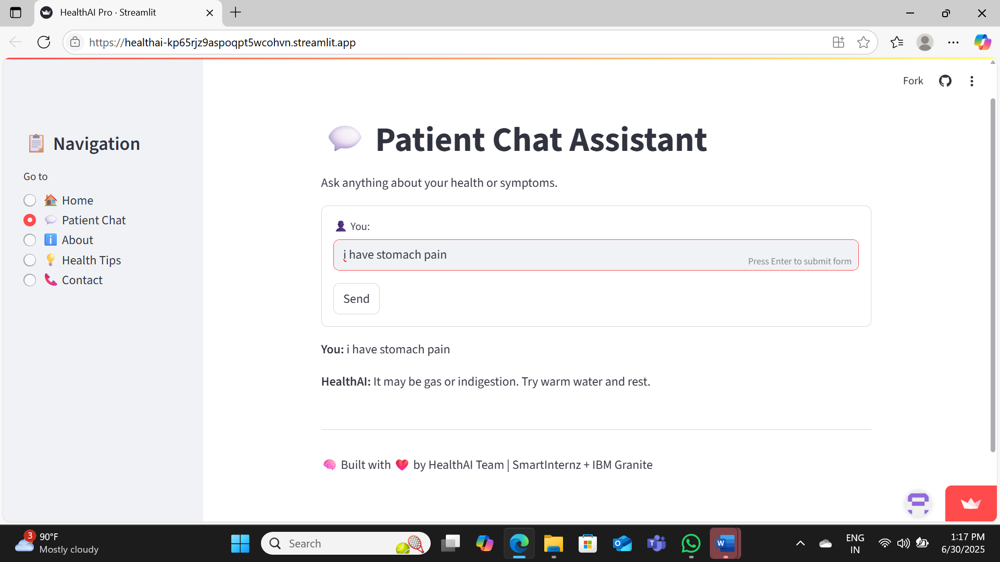 HealthAI Pro · Streamlit
https://healthai-kp65rjz9aspoqpt5wcohvn.streamlit.app
Fork
Navigation
Go to
Home
Patient Chat
About
Health Tips
Contact
Patient Chat Assistant
Ask anything about your health or symptoms.
You:
i have stomach pain
Press Enter to submit form
Send
You: i have stomach pain
HealthAI: It may be gas or indigestion. Try warm water and rest.
Built with ❤️ by HealthAI Team | SmartInternz + IBM Granite
3
90°F
Mostly cloudy
Search
ENG
IN
1:17 PM
6/30/2025